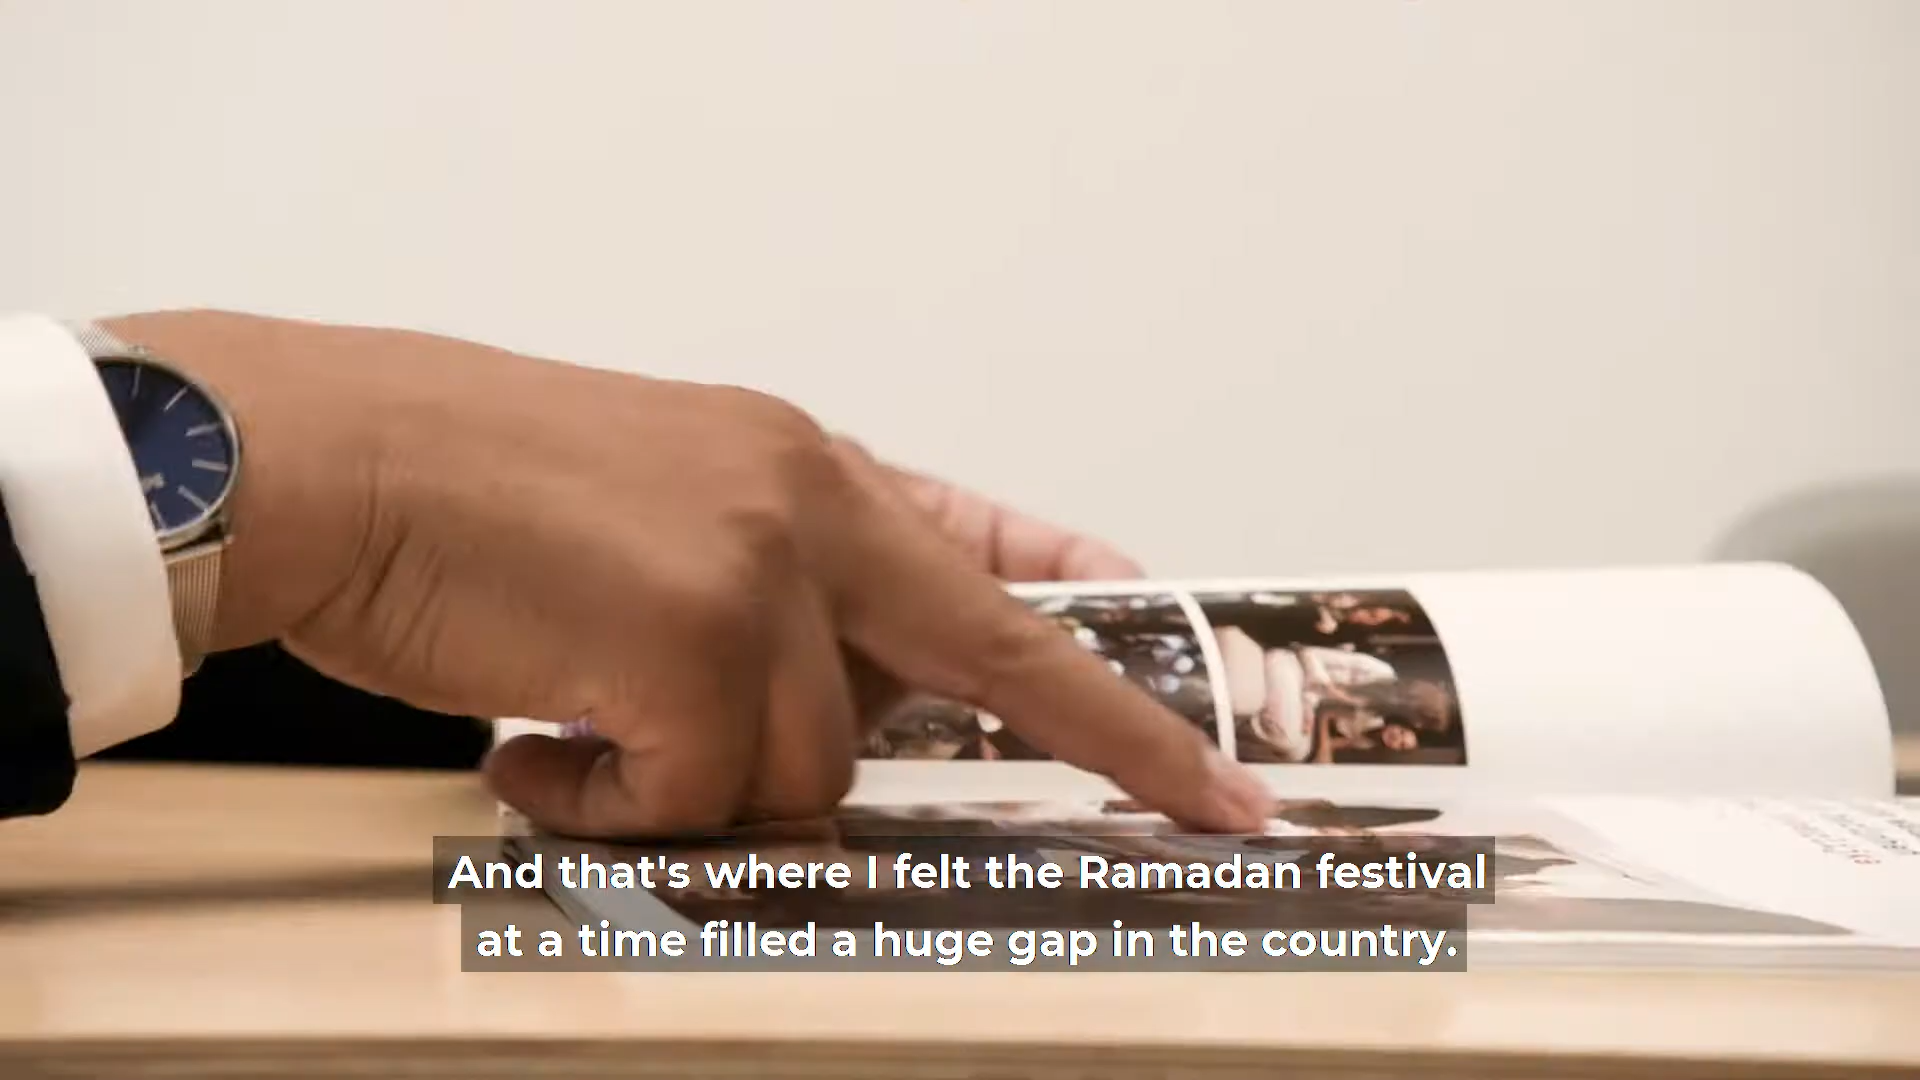 And that's where I felt the Ramadan festival
at a time filled a huge gap in the country.